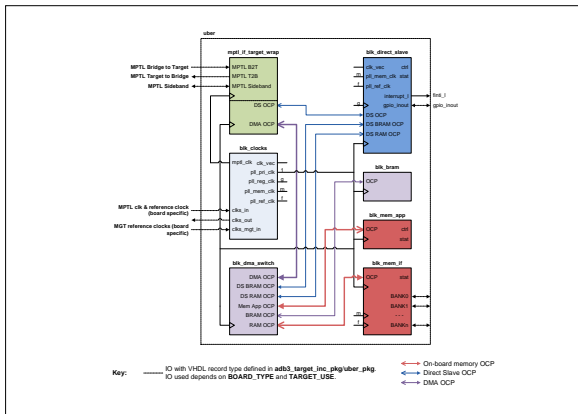 uber
mptl_if_target_wrap
MPTL Bridge to Target
MPTL B2T
MPTL Target to Bridge
MPTL T2B
MPTL Sideband
MPTL Sideband
DS OCP
DMA OCP
blk_direct_slave
clk_vec
ctrl
m
pll_mem_clk
stat
f
pll_ref_clk
interrupt_l
finti_l
g
gpio_inout
gpio_inout
DS OCP
DS BRAM OCP
DS RAM OCP
blk_clocks
mptl_clk
clk_vec
pll_pri_clk
pll_reg_clk
g
pll_mem_clk
m
pll_ref_clk
f
MPTL clk & reference clock
(board specific)
clks_in
clks_out
MGT reference clocks (board
specific)
clks_mgt_in
blk_bram
OCP
blk_mem_app
OCP
ctrl
stat
blk_dma_switch
DMA OCP
DS BRAM OCP
DS RAM OCP
Mem App OCP
BRAM OCP
RAM OCP
blk_mem_if
OCP
stat
BANK0
BANK1
m
- - -
f
BANKn
Key:
IO with VHDL record type defined in adb3_target_inc_pkg/uber_pkg.
IO used depends on BOARD_TYPE and TARGET_USE.
On-board memory OCP
Direct Slave OCP
DMA OCP